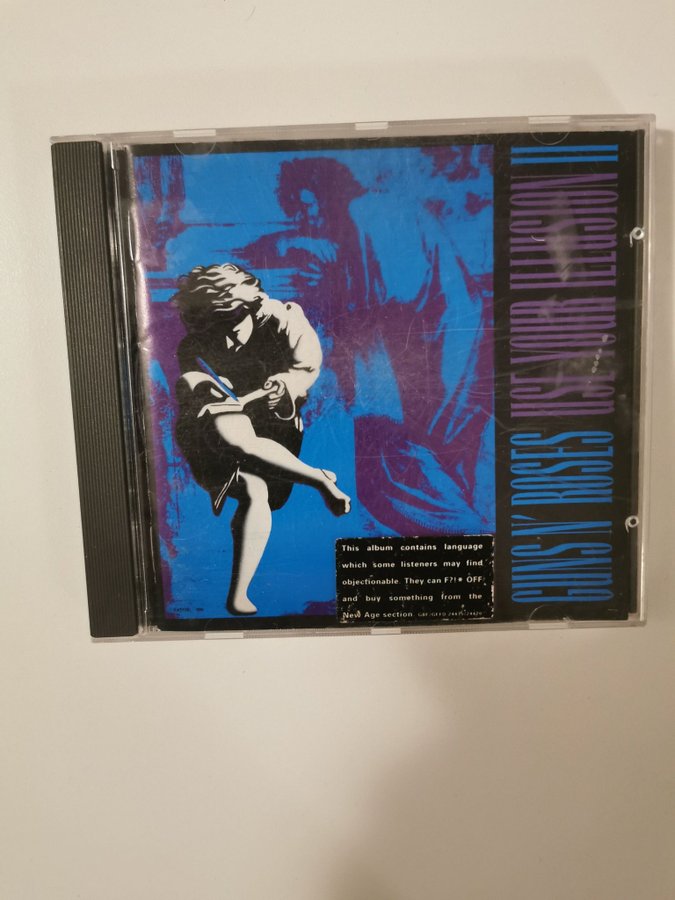 GUNS N' ROSES USE YOUR ILLUSION II
This album contains language
which some listeners may find
objectionable. They can F?!* OFF
and buy something from the
New Age section.